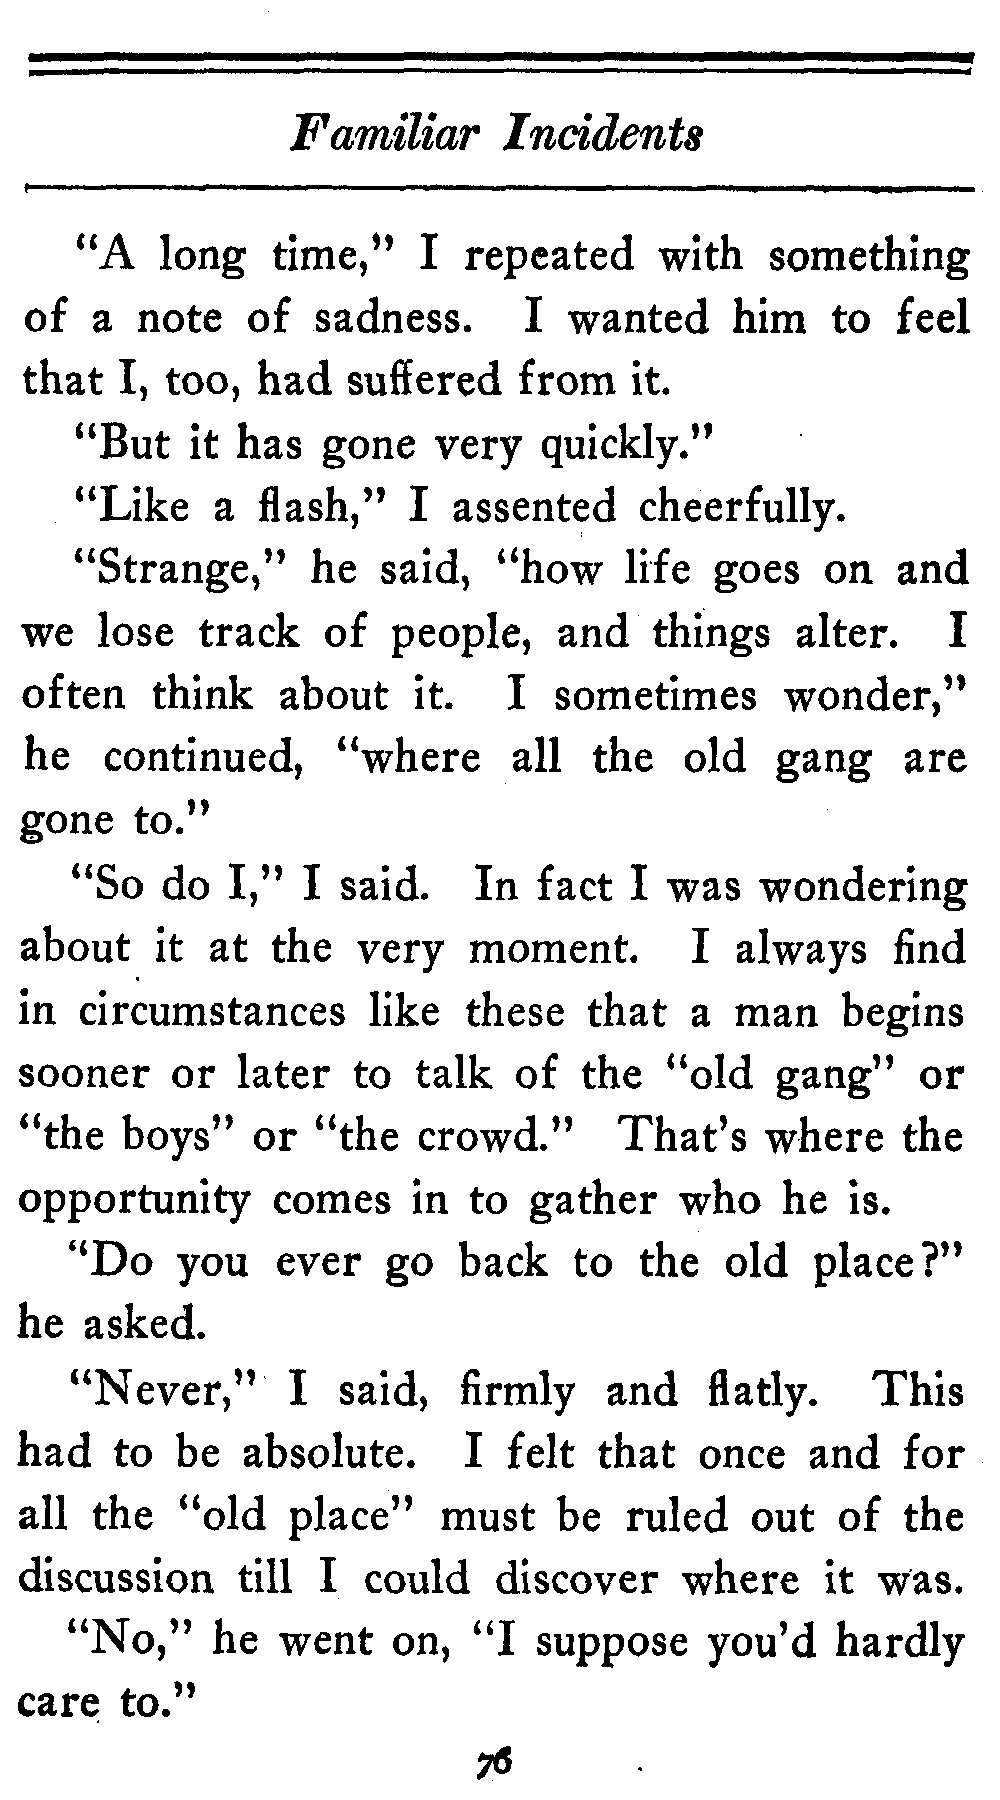 Familiar Incidents
“A long time,” I repeated with something
of a note of sadness. I wanted him to feel
that I, too, had suffered from it.
“But it has gone very quickly.”
“Like a flash,” I assented cheerfully.
“Strange,” he said, “how life goes on and
we lose track of people, and things alter. I
often think about it. I sometimes wonder,”
he continued, “where all the old gang are
gone to.”
“So do I,” I said. In fact I was wondering
about it at the very moment. I always find
in circumstances like these that a man begins
sooner or later to talk of the “old gang” or
“the boys” or “the crowd.” That’s where the
opportunity comes in to gather who he is.
“Do you ever go back to the old place?”
he asked.
“Never,” I said, firmly and flatly. This
had to be absolute. I felt that once and for
all the “old place” must be ruled out of the
discussion till I could discover where it was.
“No,” he went on, “I suppose you’d hardly
care to.”
76